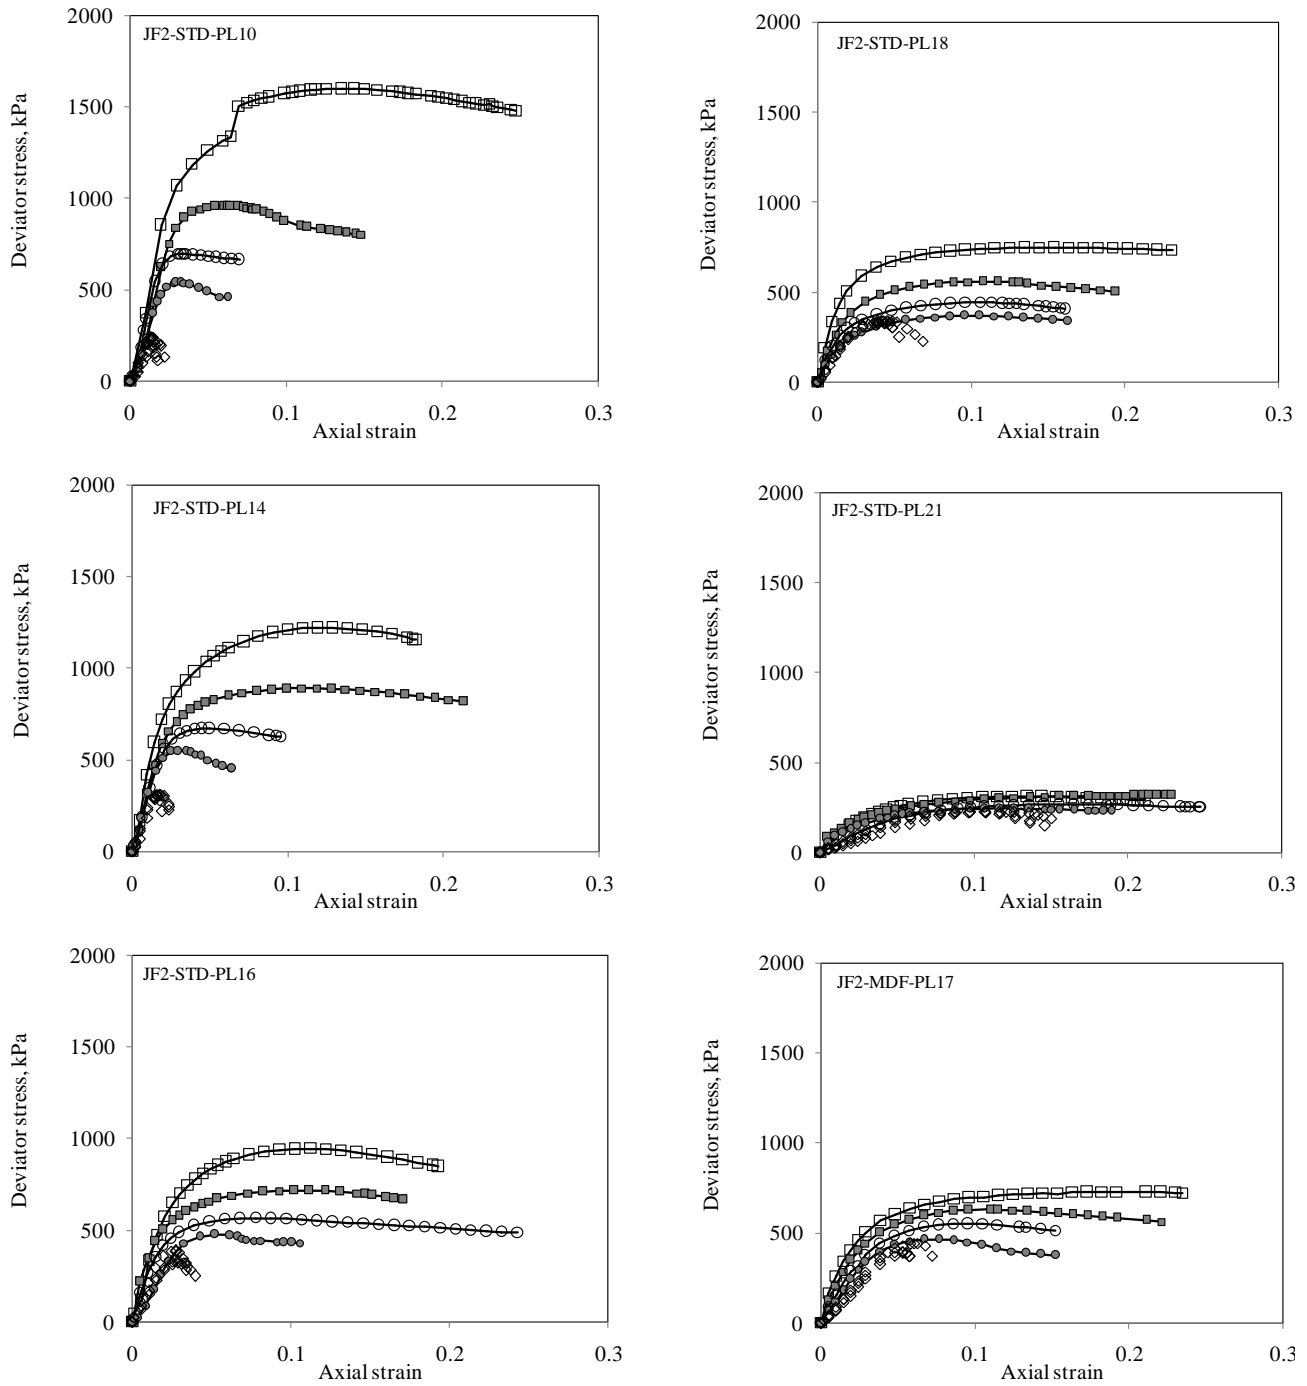 JF2-STD-PL10
Deviator stress, kPa
2000
1500
1000
500
0
0 0.1 0.2 0.3
Axial strain
JF2-STD-PL18
Deviator stress, kPa
2000
1500
1000
500
0
0 0.1 0.2 0.3
Axial strain
JF2-STD-PL14
Deviator stress, kPa
2000
1500
1000
500
0
0 0.1 0.2 0.3
Axial strain
JF2-STD-PL21
Deviator stress, kPa
2000
1500
1000
500
0
0 0.1 0.2 0.3
Axial strain
JF2-STD-PL16
Deviator stress, kPa
2000
1500
1000
500
0
0 0.1 0.2 0.3
Axial strain
JF2-MDF-PL17
Deviator stress, kPa
2000
1500
1000
500
0
0 0.1 0.2 0.3
Axial strain